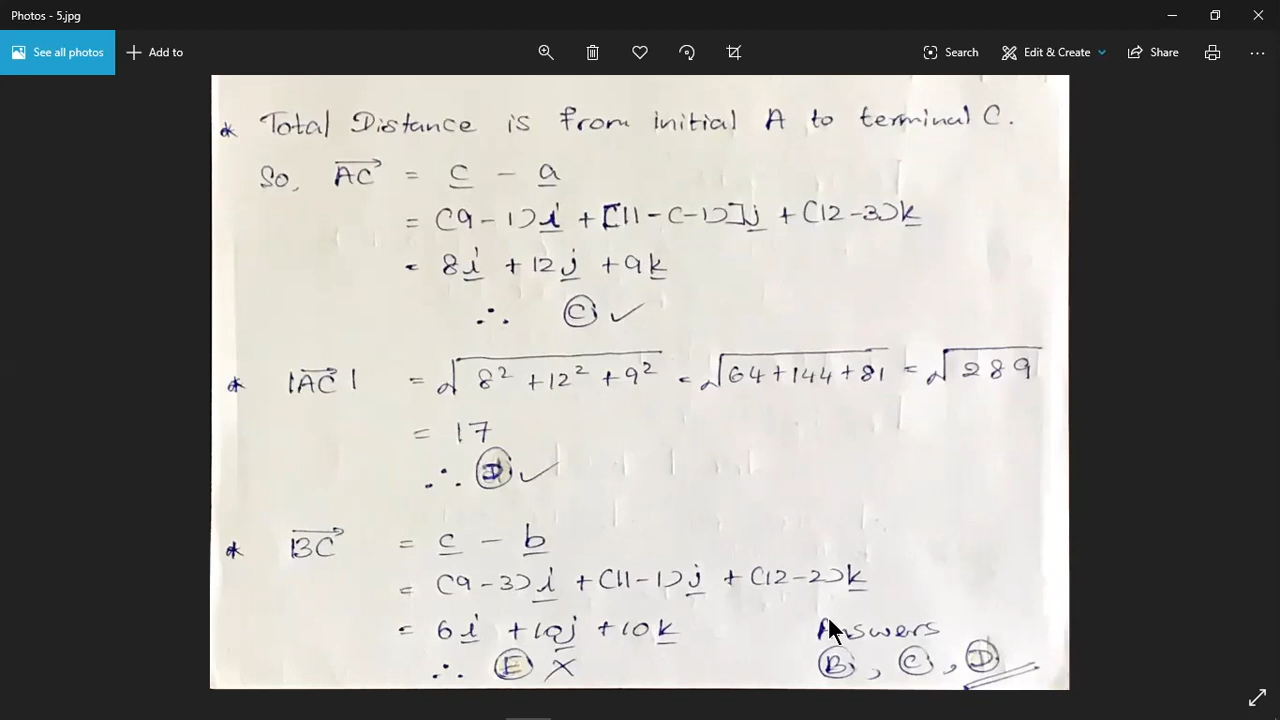 Photos - 5.jpg
See all photos
Add to
Search
Edit & Create
Share
* Total Distance is from initial A to terminal C.
So, AC = c - a
= (9-1)i + [11-(-1)]j + (12-3)k
= 8i + 12j + 9k
∴ (C) ✓
* |AC| = √(8² + 12² + 9²) = √(64+144+81) = √289
= 17
∴ (D) ✓
* BC = c - b
= (9-3)i + (11-1)j + (12-2)k
= 6i + 10j + 10k
∴ (E) X
Answers
(B), (C), (D)